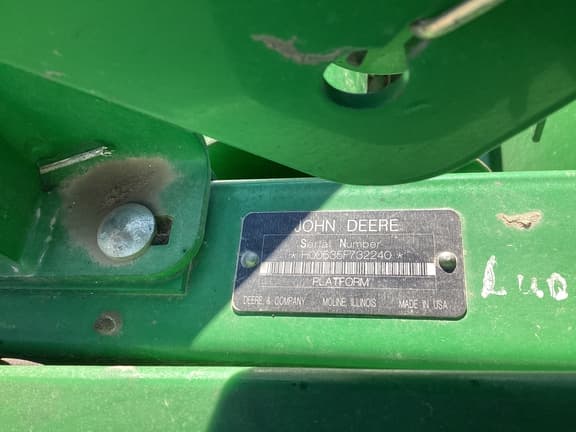 JOHN DEERE
Serial Number
* H00635F732240 *
PLATFORM
DEERE & COMPANY MOLINE, ILLINOIS MADE IN USA